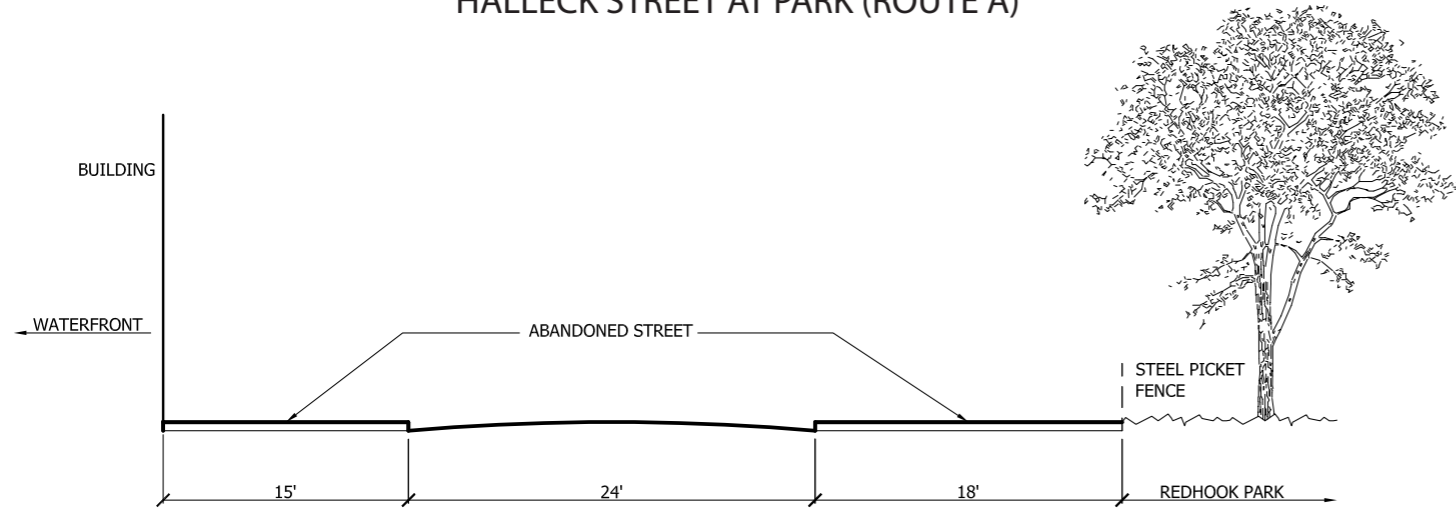 HALLECK STREET AT PARK (ROUTE A)
BUILDING
WATERFRONT
ABANDONED STREET
STEEL PICKET
FENCE
15'
24'
18'
REDHOOK PARK